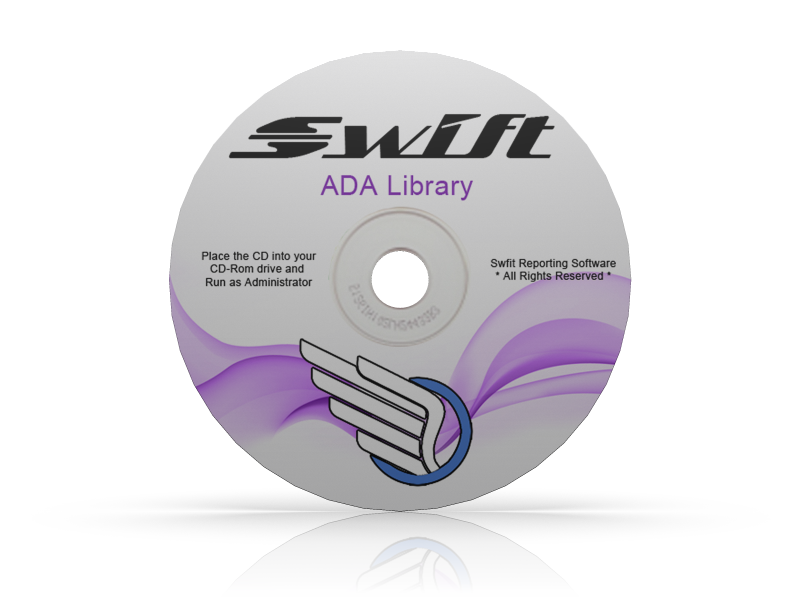 Swift
ADA Library
Place the CD into your
CD-Rom drive and
Run as Administrator
Swfit Reporting Software
* All Rights Reserved *